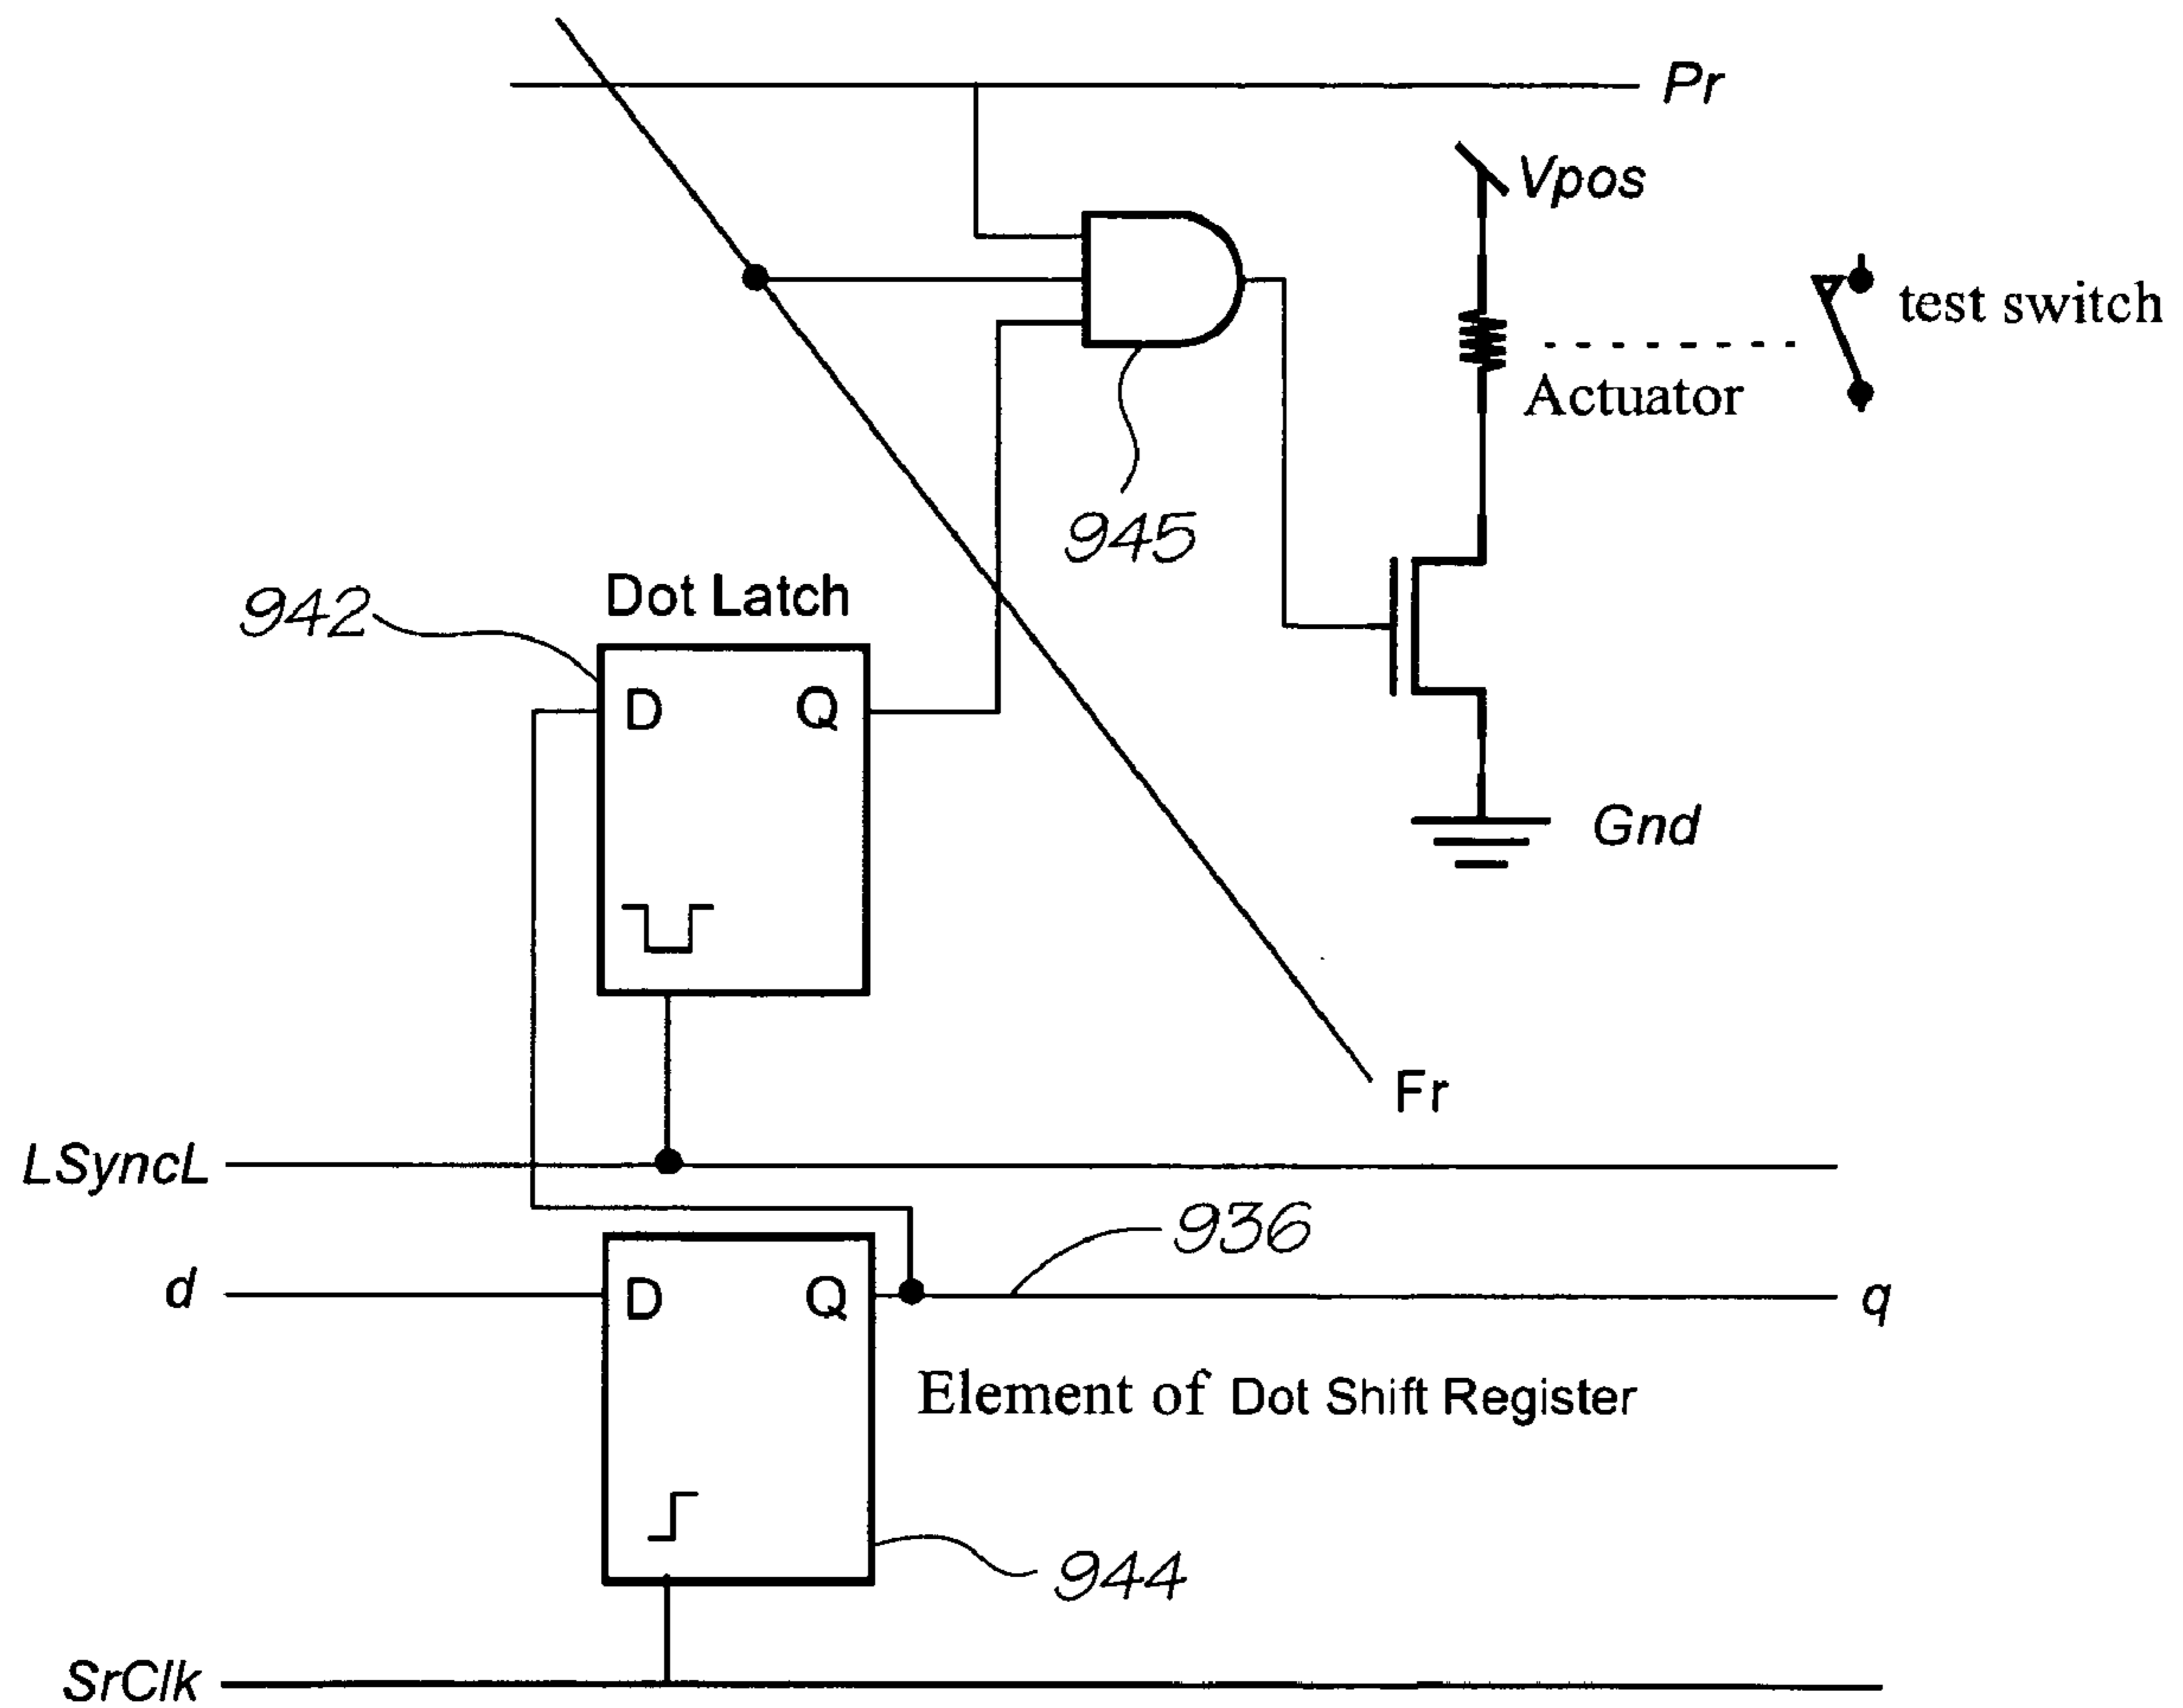 Pr
Vpos
test switch
Actuator
945
Dot Latch
942
D Q
Gnd
Fr
LSyncL
936
d
D Q
q
Element of Dot Shift Register
944
SrClk